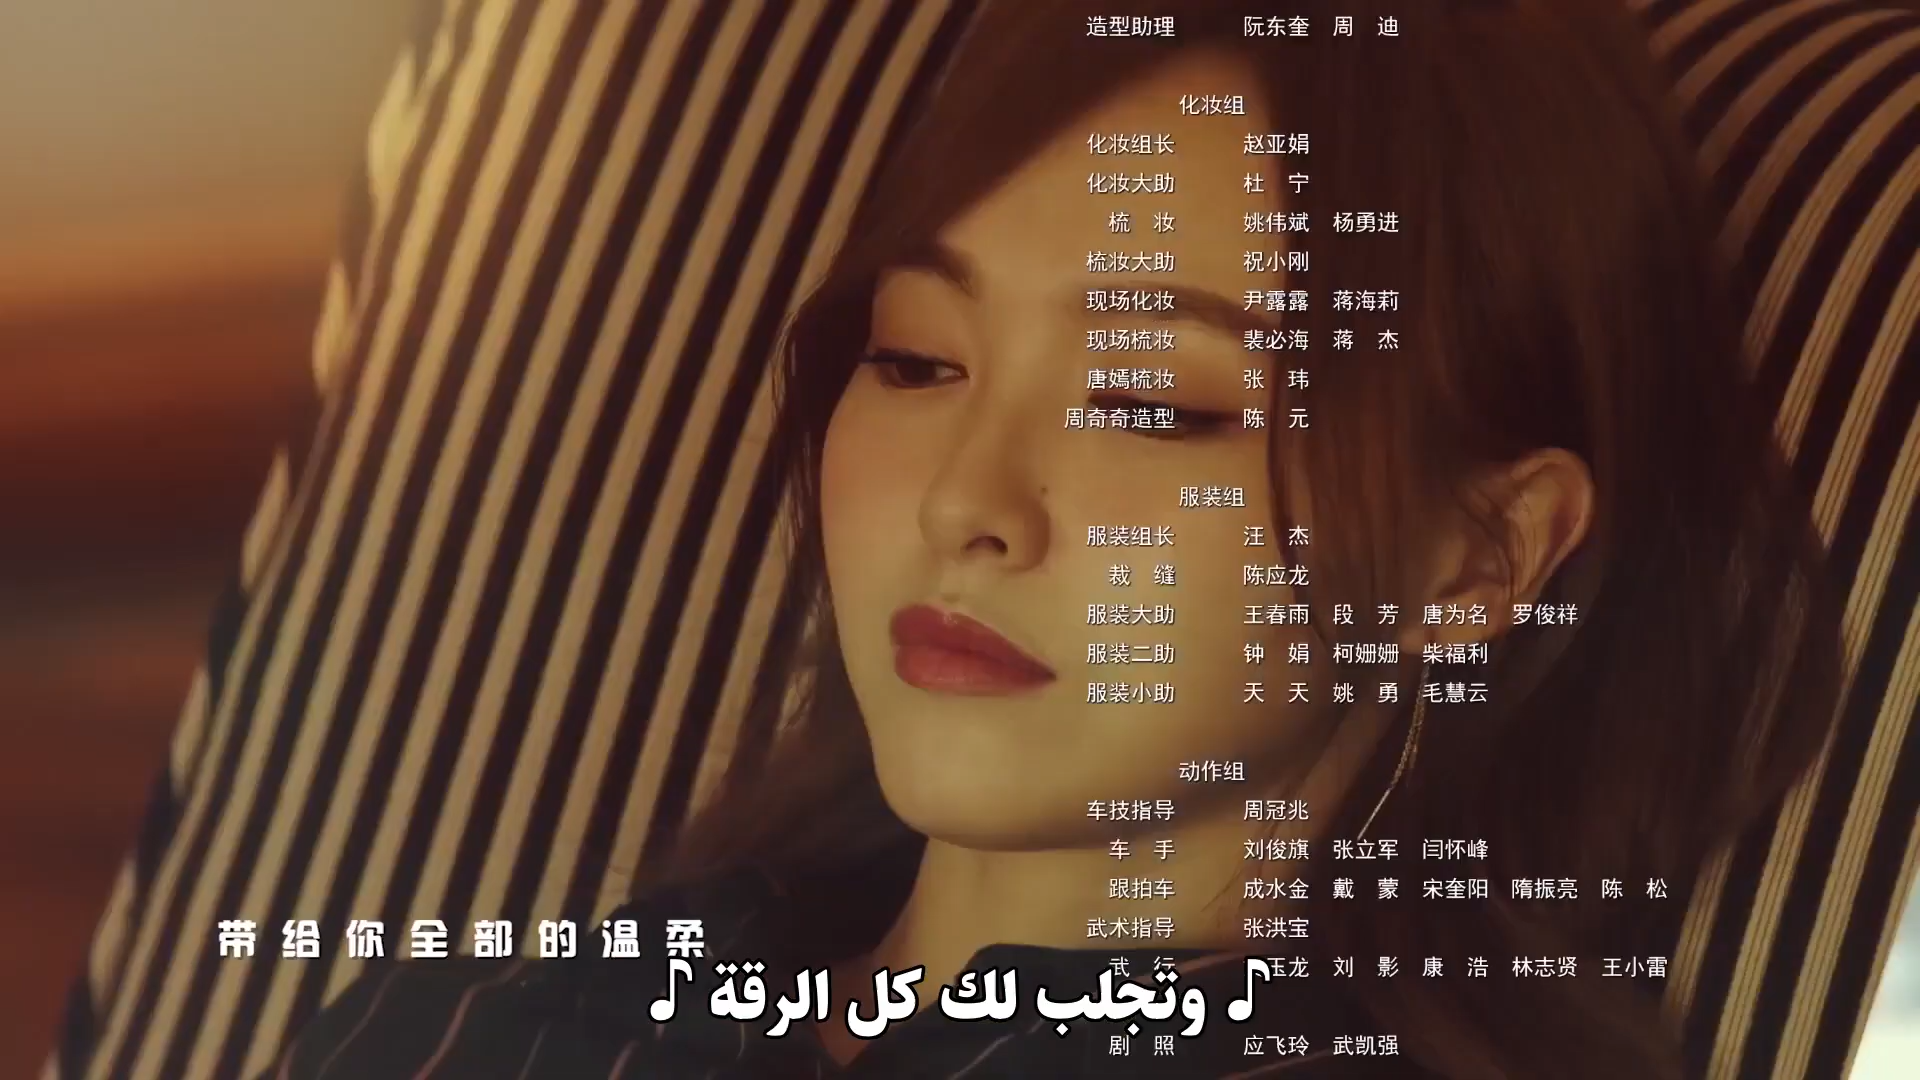 造型助理 阮东奎 周 迪
化妆组
化妆组长 赵亚娟
化妆大助 杜 宁
梳 妆 姚伟斌 杨勇进
梳妆大助 祝小刚
现场化妆 尹露露 蒋海莉
现场梳妆 裴必海 蒋 杰
唐嫣梳妆 张 玮
周奇奇造型 陈 元
服装组
服装组长 汪 杰
裁 缝 陈应龙
服装大助 王春雨 段 芳 唐为名 罗俊祥
服装二助 钟 娟 柯姗姗 柴福利
服装小助 天 天 姚 勇 毛慧云
动作组
车技指导 周冠兆
车 手 刘俊旗 张立军 闫怀峰
跟拍车 成水金 戴 蒙 宋奎阳 隋振亮 陈 松
武术指导 张洪宝
武 行 玉龙 刘 影 康 浩 林志贤 王小雷
带给你全部的温柔
♪ وتجلب لك كل الرقة ♪
剧 照 应飞玲 武凯强